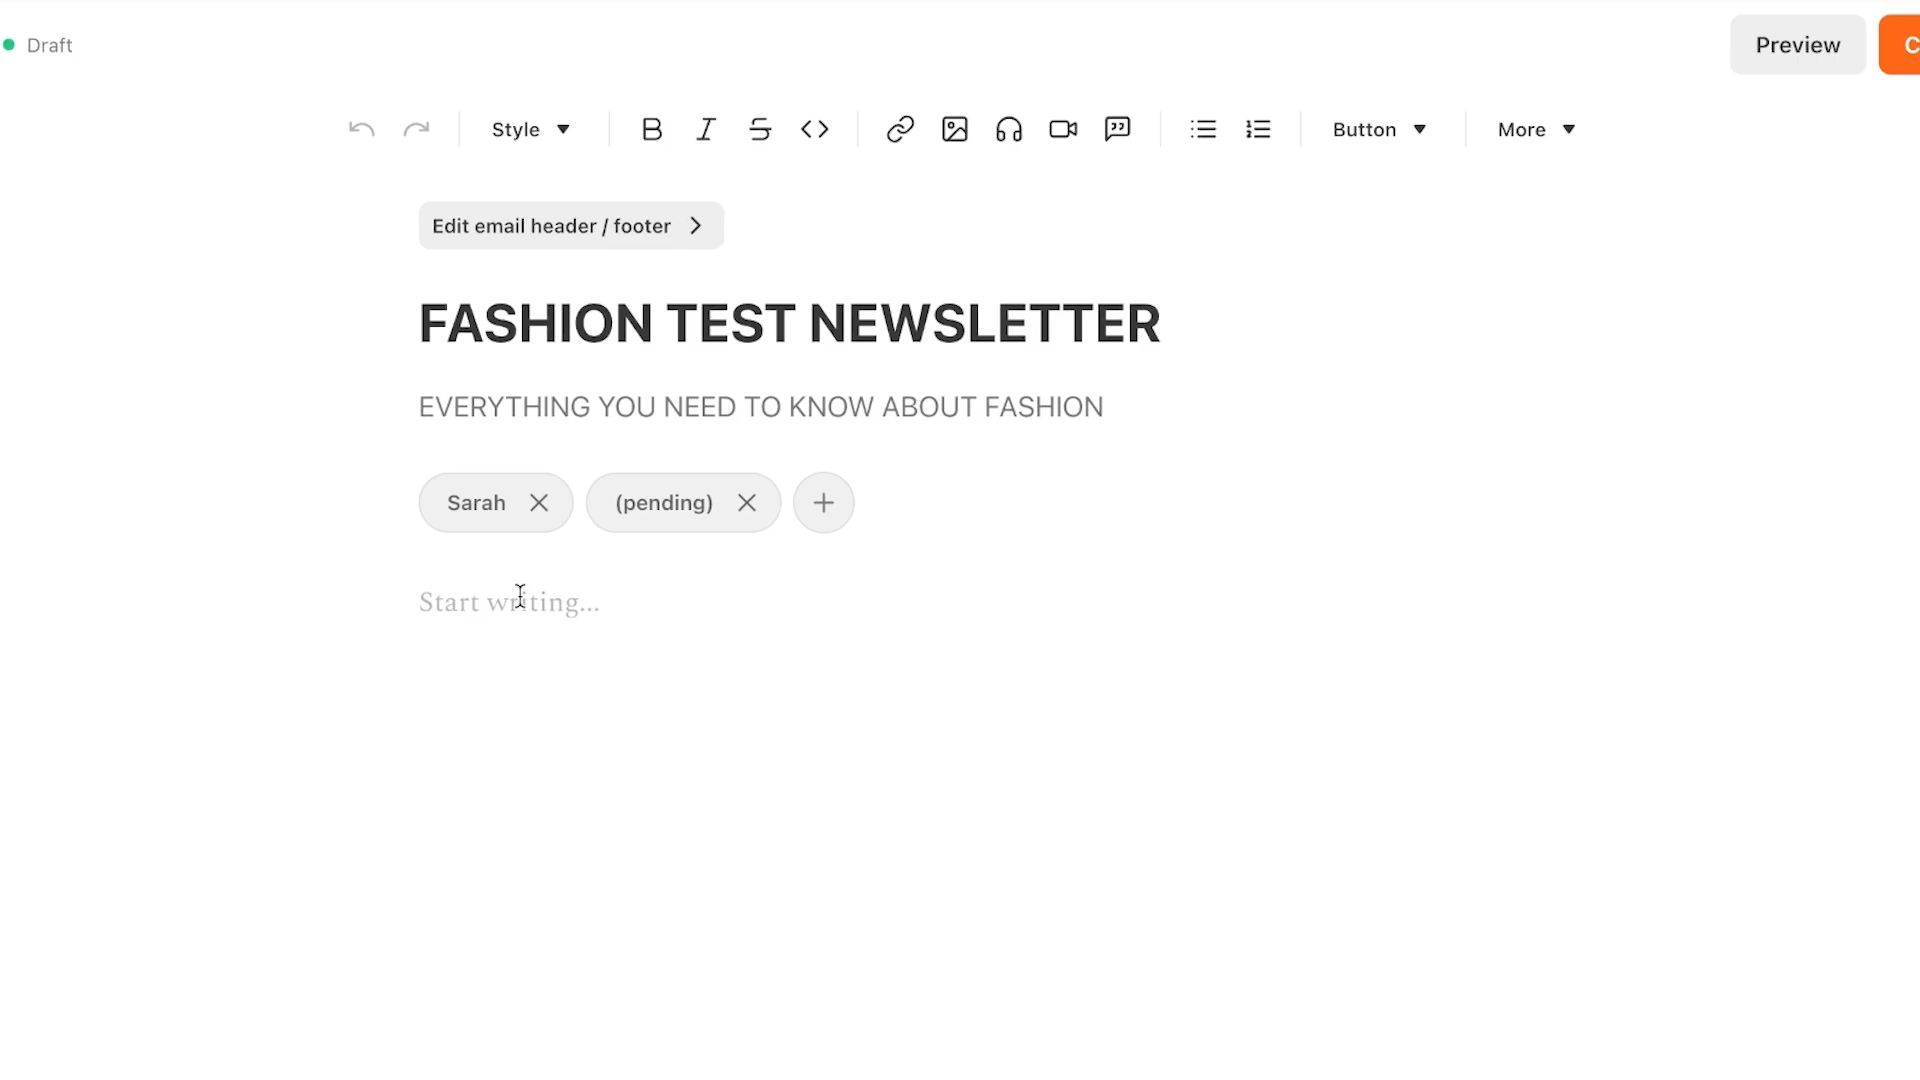 Draft
Preview
Style
Button
More
Edit email header / footer
FASHION TEST NEWSLETTER
EVERYTHING YOU NEED TO KNOW ABOUT FASHION
Sarah
(pending)
Start writing...